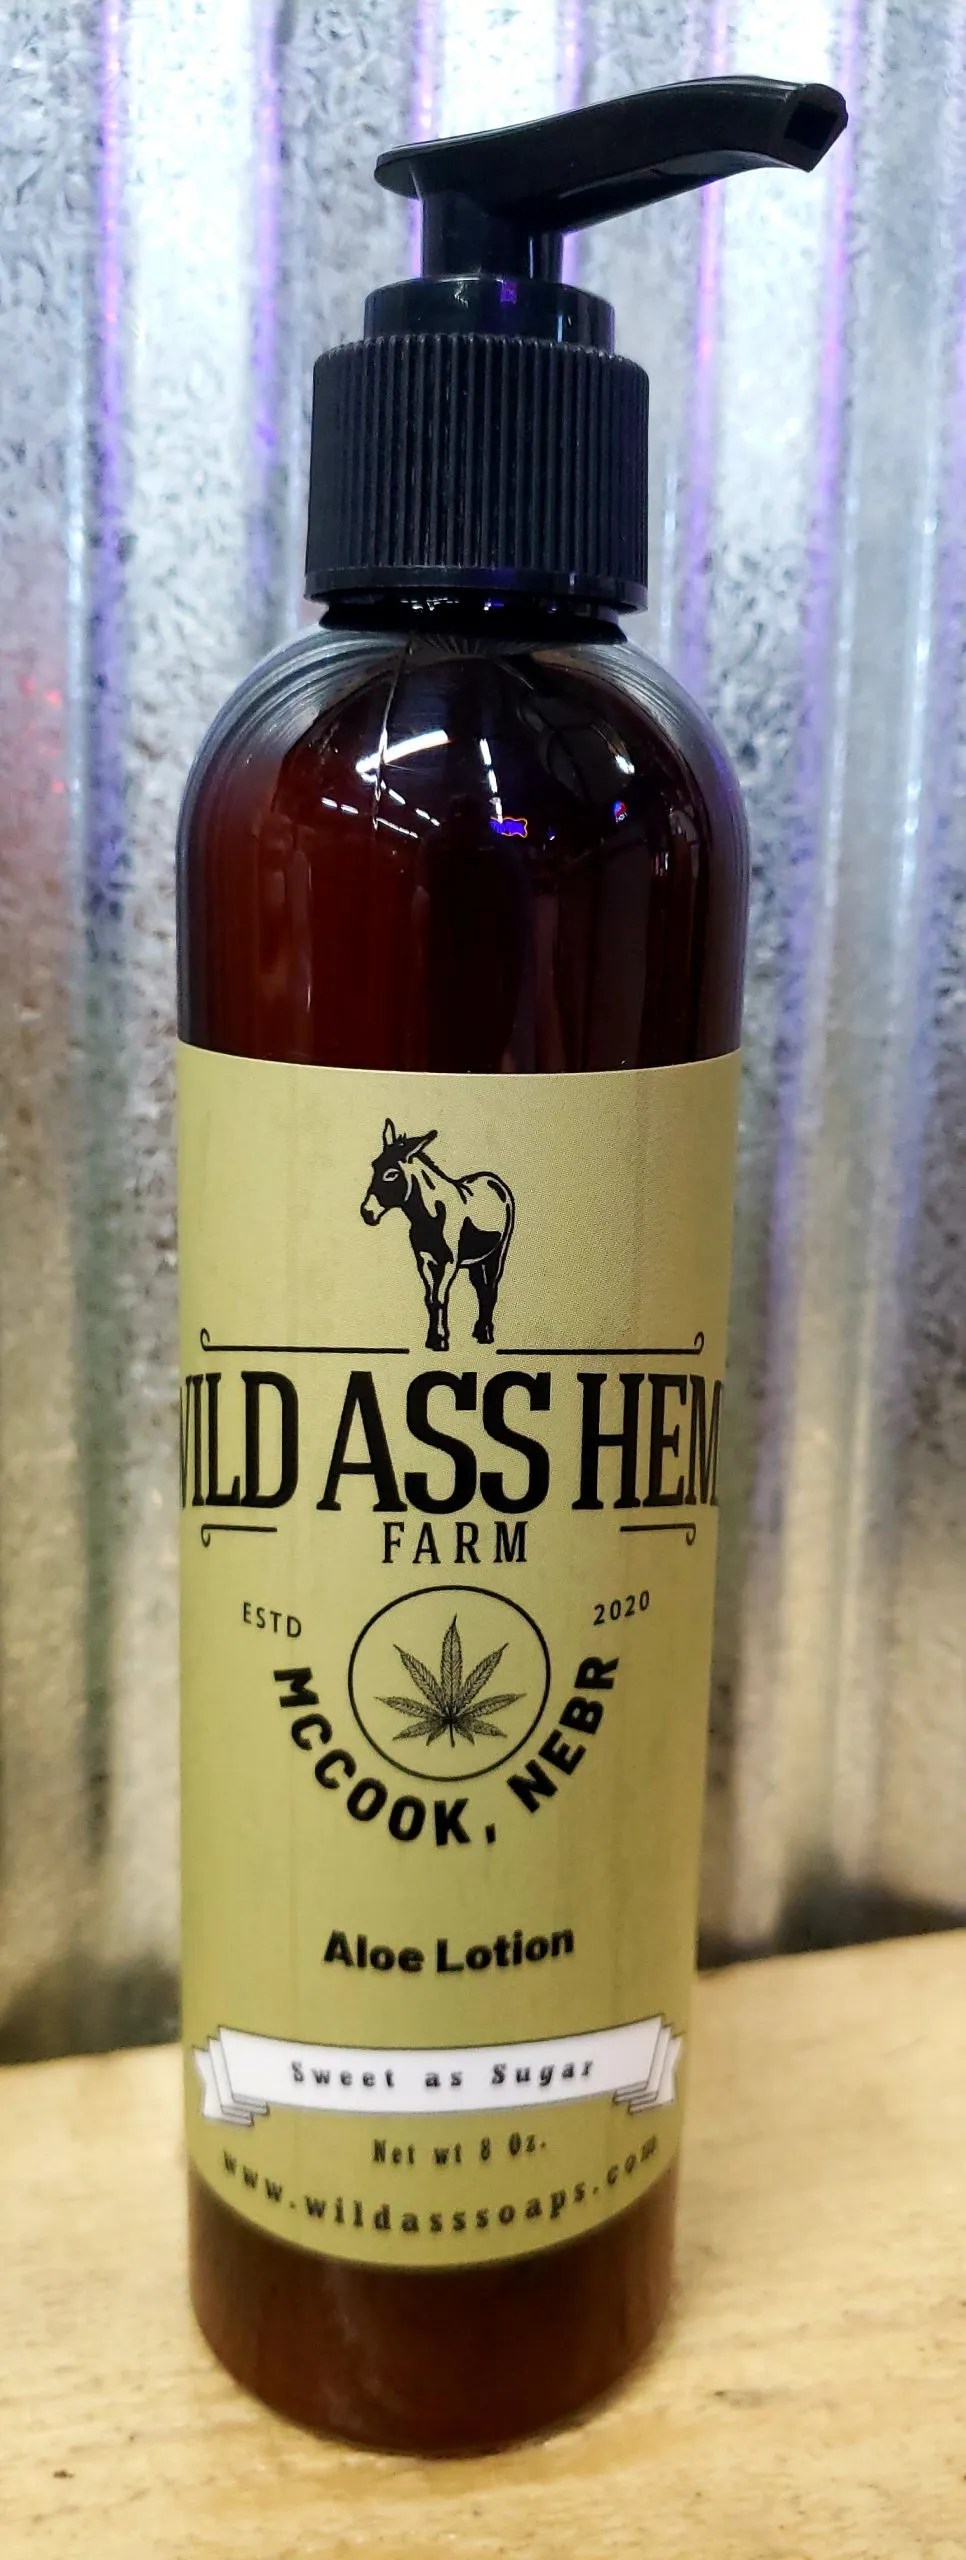 WILD ASS HEMP
FARM
ESTD 2020
MCCOOK, NEBR
Aloe Lotion
Sweet as Sugar
Net wt 8 Oz.
www.wildasssoaps.com